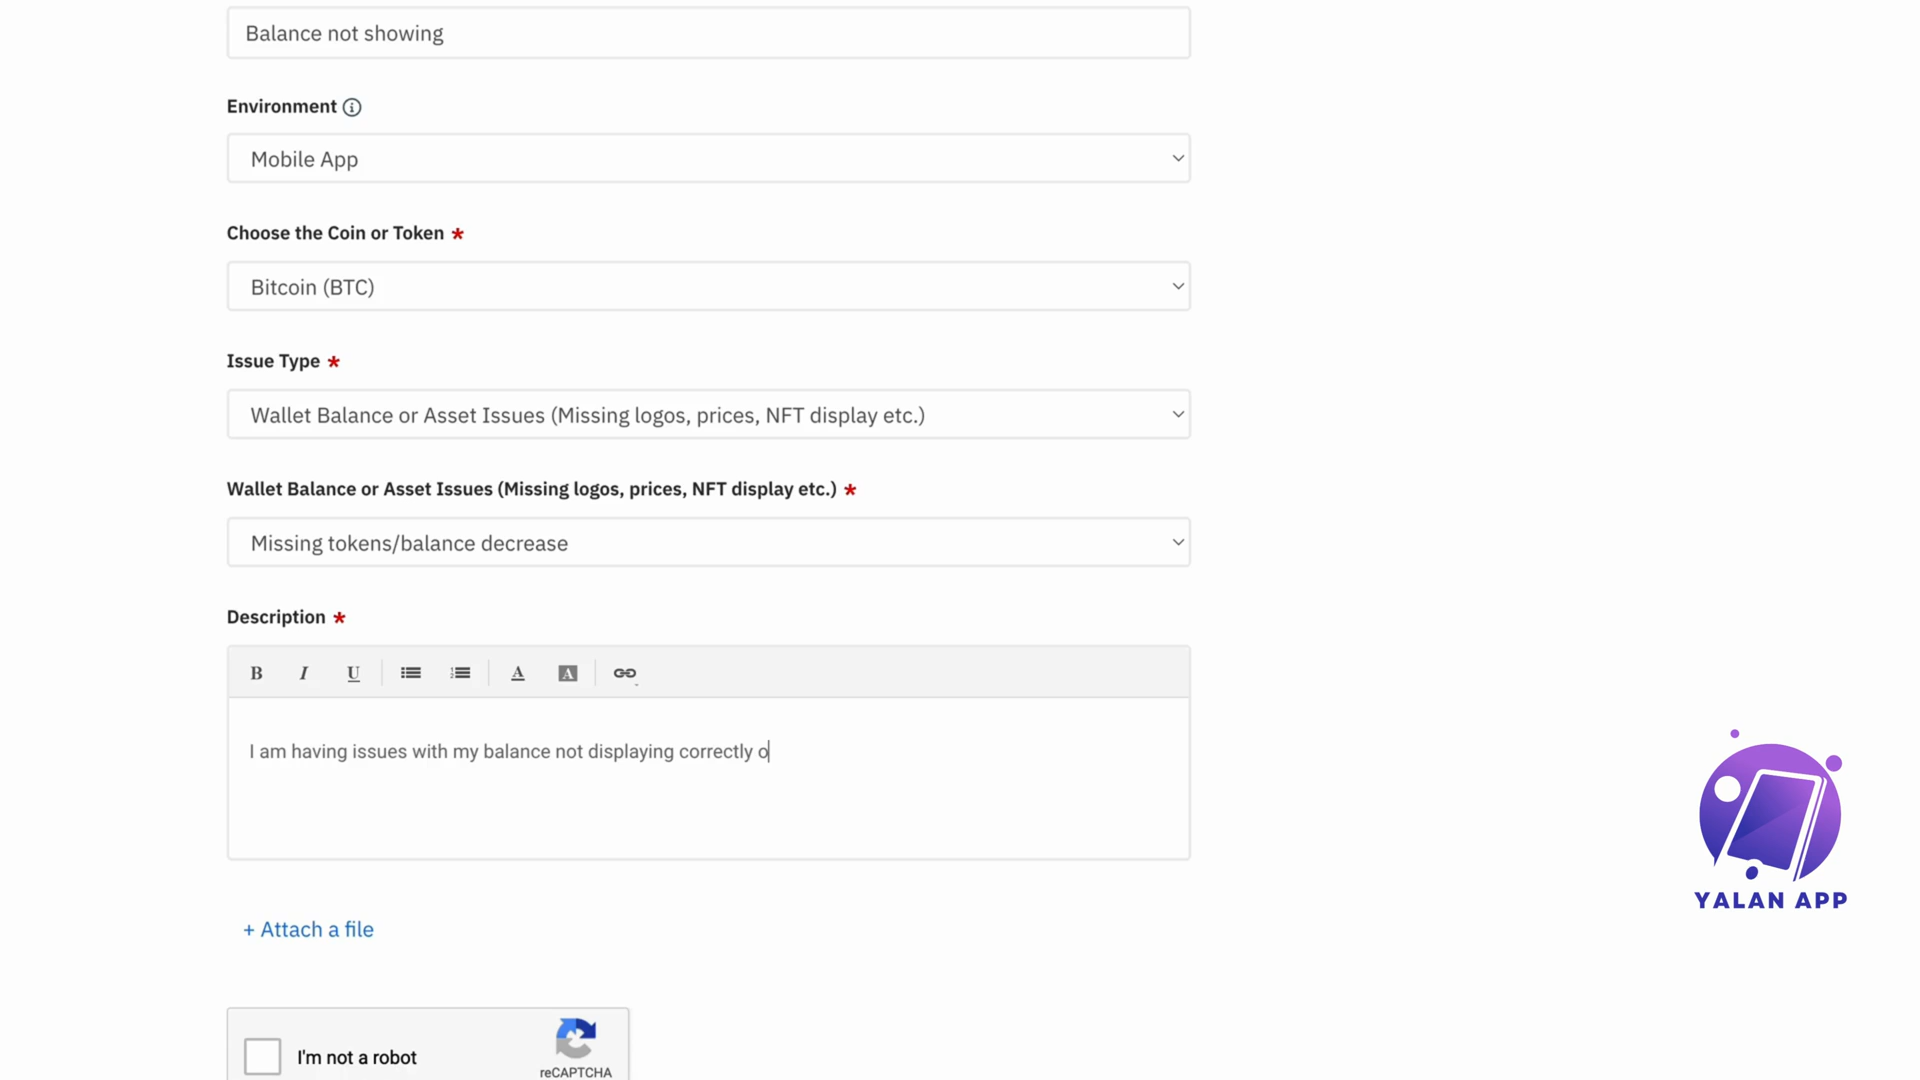 Balance not showing
Environment
Mobile App
Choose the Coin or Token *
Bitcoin (BTC)
Issue Type *
Wallet Balance or Asset Issues (Missing logos, prices, NFT display etc.)
Wallet Balance or Asset Issues (Missing logos, prices, NFT display etc.) *
Missing tokens/balance decrease
Description *
B I U A A
I am having issues with my balance not displaying correctly o
YALAN APP
+ Attach a file
I'm not a robot
reCAPTCHA